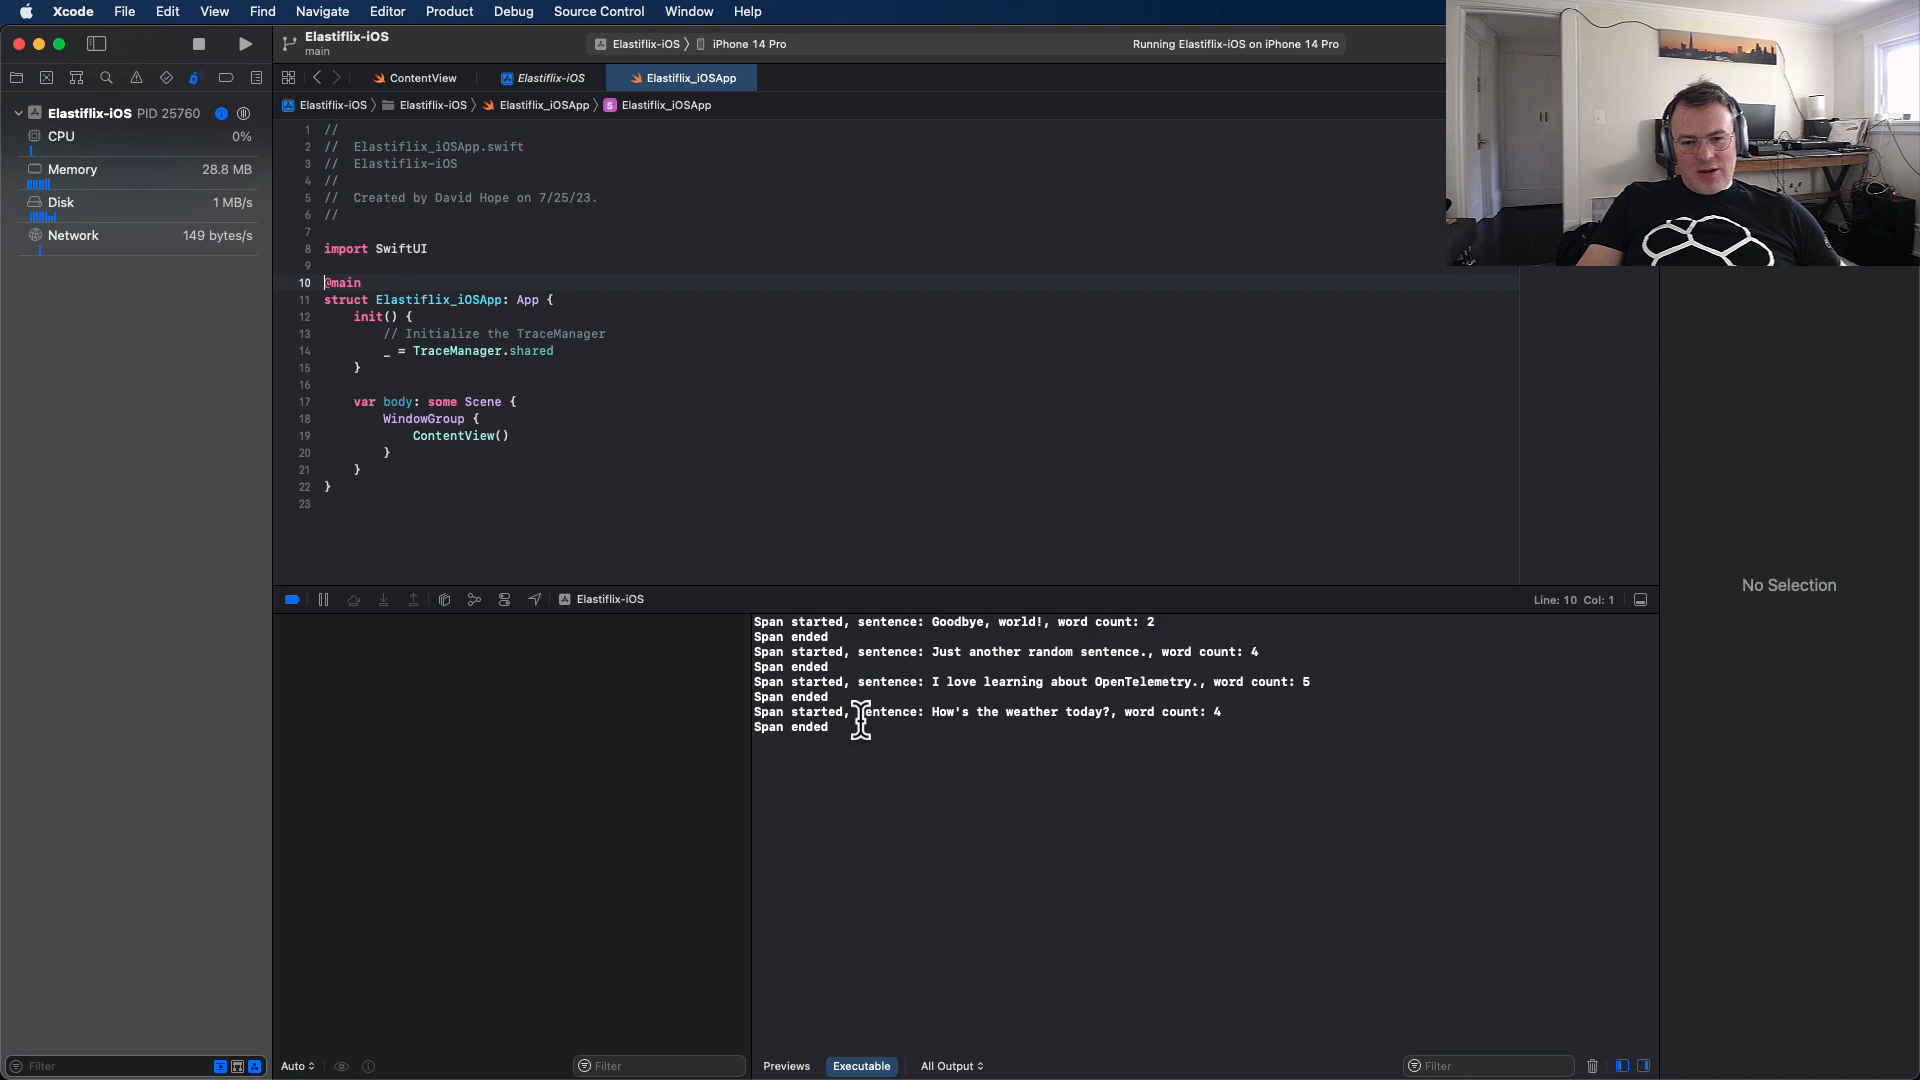 Xcode File Edit View Find Navigate Editor Product Debug Source Control Window Help
Elastiflix-iOS
main
Elastiflix-iOS iPhone 14 Pro
Running Elastiflix-iOS on iPhone 14 Pro
ContentView Elastiflix-iOS Elastiflix_iOSApp
Elastiflix-iOS Elastiflix-iOS Elastiflix_iOSApp S Elastiflix_iOSApp
Elastiflix-iOS PID 25760
CPU 0%
Memory 28.8 MB
Disk 1 MB/s
Network 149 bytes/s
1 //
2 // Elastiflix_iOSApp.swift
3 // Elastiflix-iOS
4 //
5 // Created by David Hope on 7/25/23.
6 //
7
8 import SwiftUI
9
10 @main
11 struct Elastiflix_iOSApp: App {
12 init() {
13 // Initialize the TraceManager
14 _ = TraceManager.shared
15 }
16
17 var body: some Scene {
18 WindowGroup {
19 ContentView()
20 }
21 }
22 }
23
No Selection
Elastiflix-iOS
Line: 10 Col: 1
Span started, sentence: Goodbye, world!, word count: 2
Span ended
Span started, sentence: Just another random sentence., word count: 4
Span ended
Span started, sentence: I love learning about OpenTelemetry., word count: 5
Span ended
Span started, sentence: How's the weather today?, word count: 4
Span ended
Filter
Auto
Filter
Previews Executable All Output
Filter